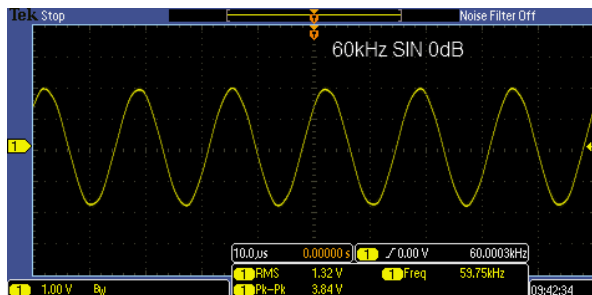 Tek Stop Noise Filter Off
60kHz SIN 0dB
1
10.0µs 0.00000 s 1 / 0.00 V 60.0003kHz
1 RMS 1.32 V 1 Freq 59.75kHz
1 1.00 V BW 1 Pk-Pk 3.84 V 09:42:34